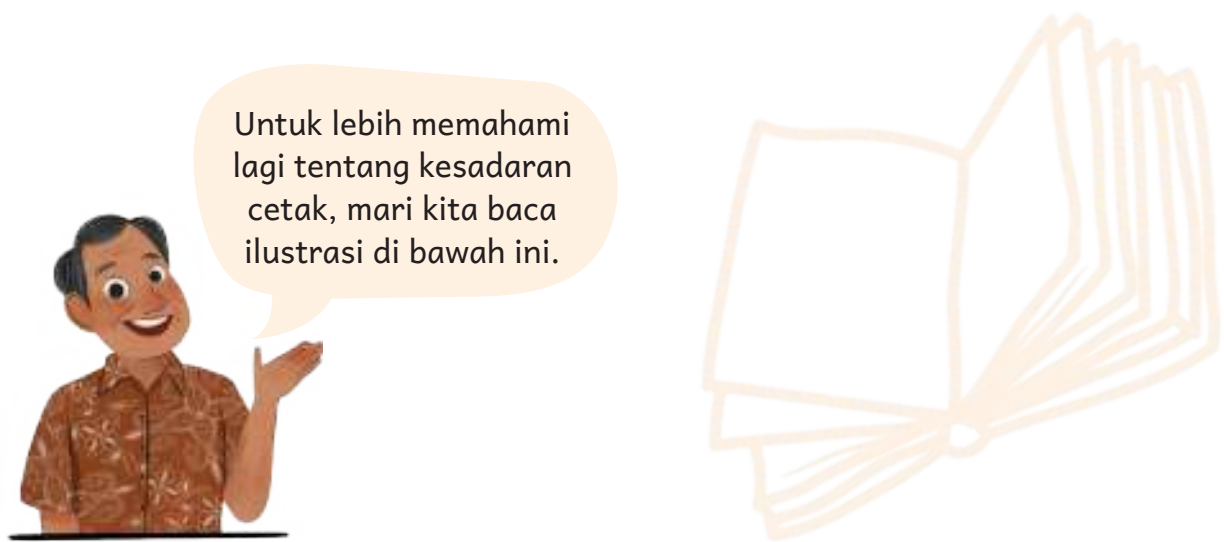 Untuk lebih memahami
lagi tentang kesadaran
cetak, mari kita baca
ilustrasi di bawah ini.